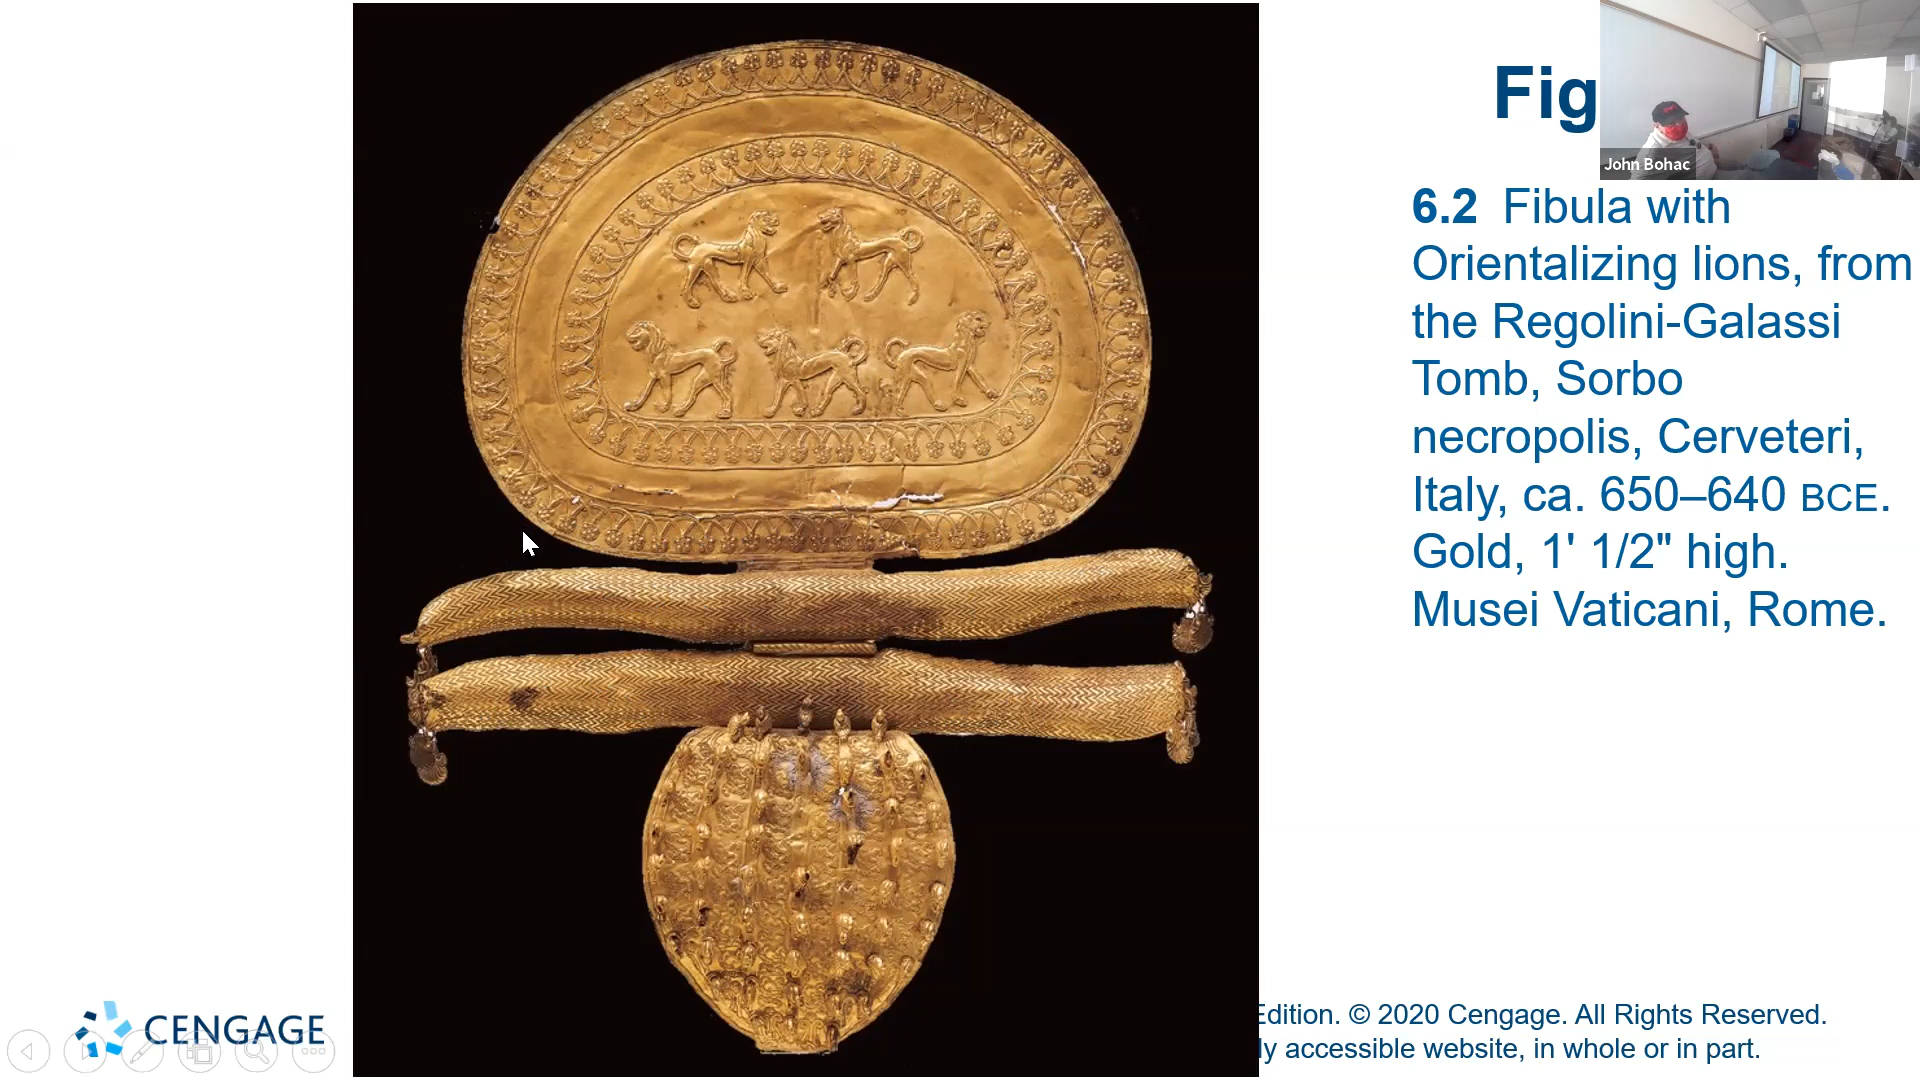 Fig
John Bohac
6.2 Fibula with
Orientalizing lions, from
the Regolini-Galassi
Tomb, Sorbo
necropolis, Cerveteri,
Italy, ca. 650–640 BCE.
Gold, 1' 1/2" high.
Musei Vaticani, Rome.
CENGAGE
Edition. © 2020 Cengage. All Rights Reserved.
ly accessible website, in whole or in part.